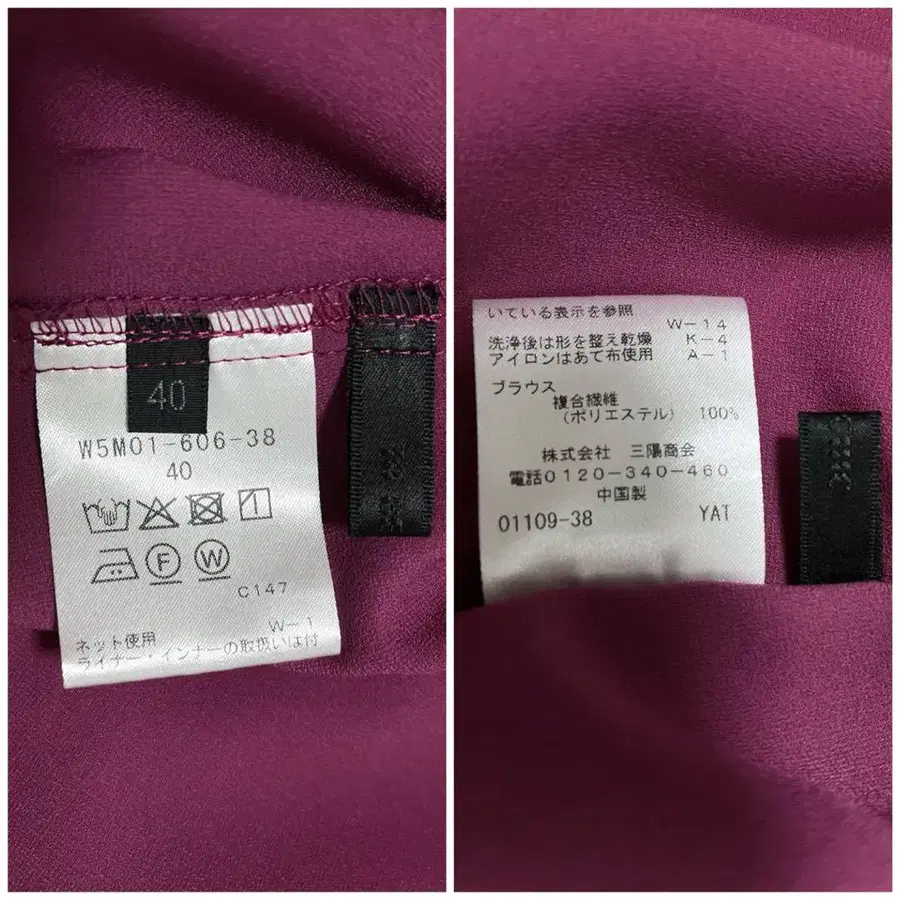 40
W5M01-606-38
40
F W
C147
W-1
ネット使用
ライナー・インナーの取扱いは付
いている表示を参照
W-14
洗浄後は形を整え乾燥 K-4
アイロンはあて布使用 A-1
ブラウス
複合繊維
(ポリエステル) 100%
株式会社 三陽商会
電話0120-340-460
中国製
01109-38 YAT